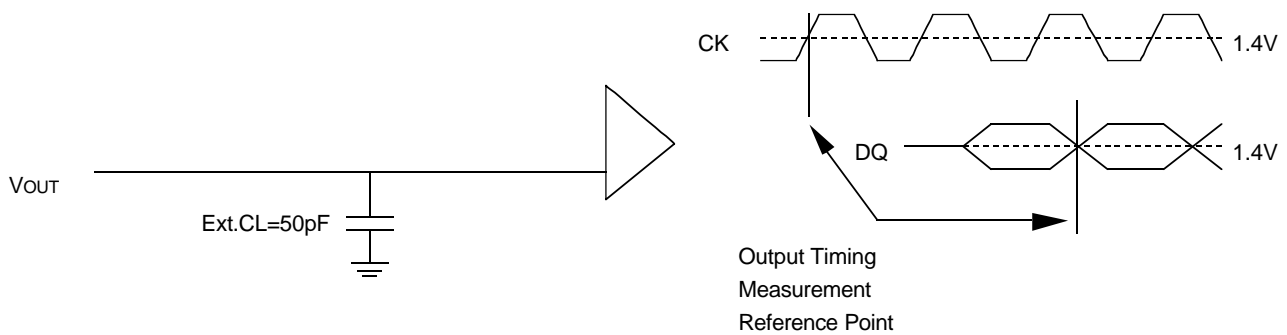 CK
1.4V
DQ
1.4V
VOUT
Ext.CL=50pF
Output Timing
Measurement
Reference Point